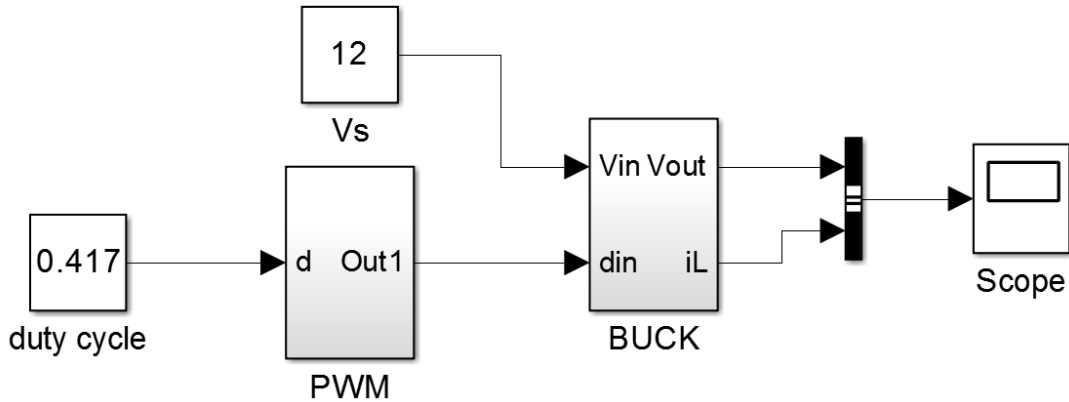 12
Vs
Vin Vout
0.417
d Out1
din iL
duty cycle
PWM
BUCK
Scope